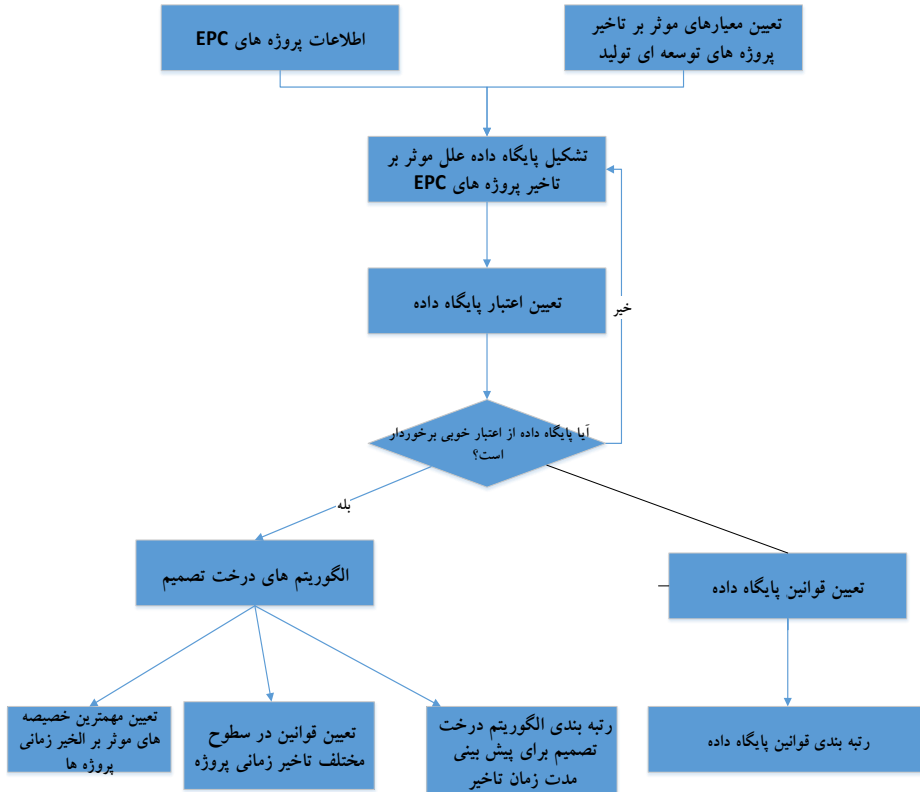 اطلاعات پروژه های EPC
تعیین معیارهای موثر بر تاخیر
پروژه های توسعه ای تولید
تشکیل پایگاه داده علل موثر بر
تاخیر پروژه های EPC
تعیین اعتبار پایگاه داده
خیر
آیا پایگاه داده از اعتبار خوبی برخوردار
است؟
بله
الگوریتم های درخت تصمیم
تعیین قوانین پایگاه داده
تعیین مهمترین خصیصه
های موثر بر الخیر زمانی
پروژه ها
تعیین قوانین در سطوح
مختلف تاخیر زمانی پروژه
رتبه بندی الگوریتم درخت
تصمیم برای پیش بینی
مدت زمان تاخیر
رتبه بندی قوانین پایگاه داده